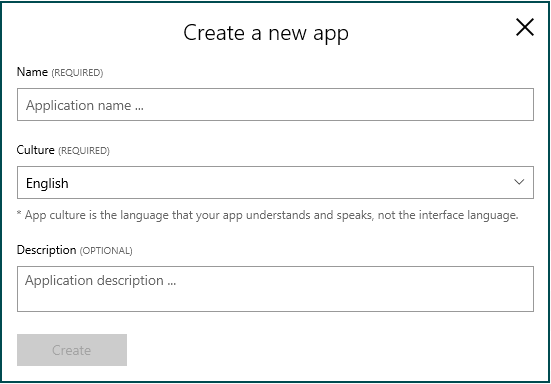 Create a new app
Name (REQUIRED)
Application name ...
Culture (REQUIRED)
English
* App culture is the language that your app understands and speaks, not the interface language.
Description (OPTIONAL)
Application description ...
Create